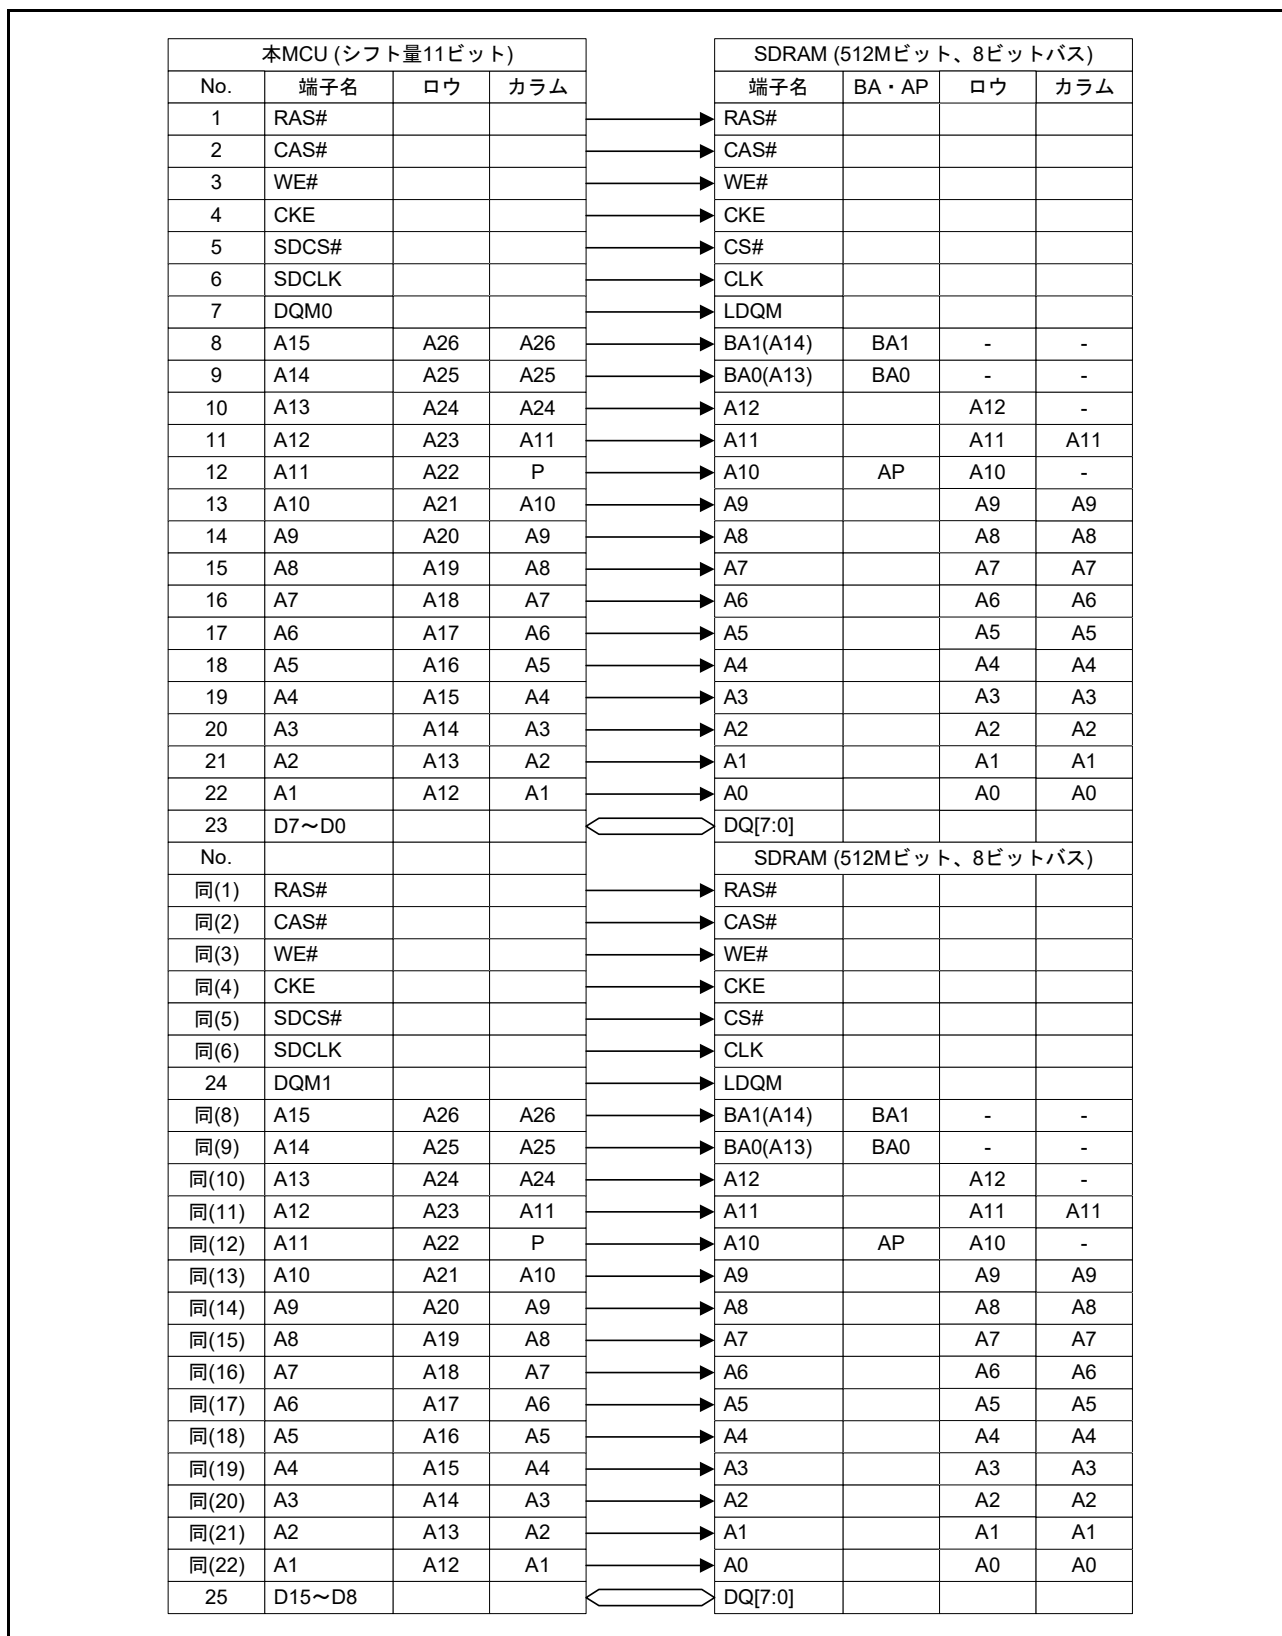 本MCU (シフト量11ビット) SDRAM (512Mビット、8ビットバス)
No. 端子名 ロウ カラム 端子名 BA・AP ロウ カラム
1 RAS# RAS#
2 CAS# CAS#
3 WE# WE#
4 CKE CKE
5 SDCS# CS#
6 SDCLK CLK
7 DQM0 LDQM
8 A15 A26 A26 BA1(A14) BA1 - -
9 A14 A25 A25 BA0(A13) BA0 - -
10 A13 A24 A24 A12 A12 -
11 A12 A23 A11 A11 A11 A11
12 A11 A22 P A10 AP A10 -
13 A10 A21 A10 A9 A9 A9
14 A9 A20 A9 A8 A8 A8
15 A8 A19 A8 A7 A7 A7
16 A7 A18 A7 A6 A6 A6
17 A6 A17 A6 A5 A5 A5
18 A5 A16 A5 A4 A4 A4
19 A4 A15 A4 A3 A3 A3
20 A3 A14 A3 A2 A2 A2
21 A2 A13 A2 A1 A1 A1
22 A1 A12 A1 A0 A0 A0
23 D7～D0 DQ[7:0]
No. SDRAM (512Mビット、8ビットバス)
同(1) RAS# RAS#
同(2) CAS# CAS#
同(3) WE# WE#
同(4) CKE CKE
同(5) SDCS# CS#
同(6) SDCLK CLK
24 DQM1 LDQM
同(8) A15 A26 A26 BA1(A14) BA1 - -
同(9) A14 A25 A25 BA0(A13) BA0 - -
同(10) A13 A24 A24 A12 A12 -
同(11) A12 A23 A11 A11 A11 A11
同(12) A11 A22 P A10 AP A10 -
同(13) A10 A21 A10 A9 A9 A9
同(14) A9 A20 A9 A8 A8 A8
同(15) A8 A19 A8 A7 A7 A7
同(16) A7 A18 A7 A6 A6 A6
同(17) A6 A17 A6 A5 A5 A5
同(18) A5 A16 A5 A4 A4 A4
同(19) A4 A15 A4 A3 A3 A3
同(20) A3 A14 A3 A2 A2 A2
同(21) A2 A13 A2 A1 A1 A1
同(22) A1 A12 A1 A0 A0 A0
25 D15～D8 DQ[7:0]